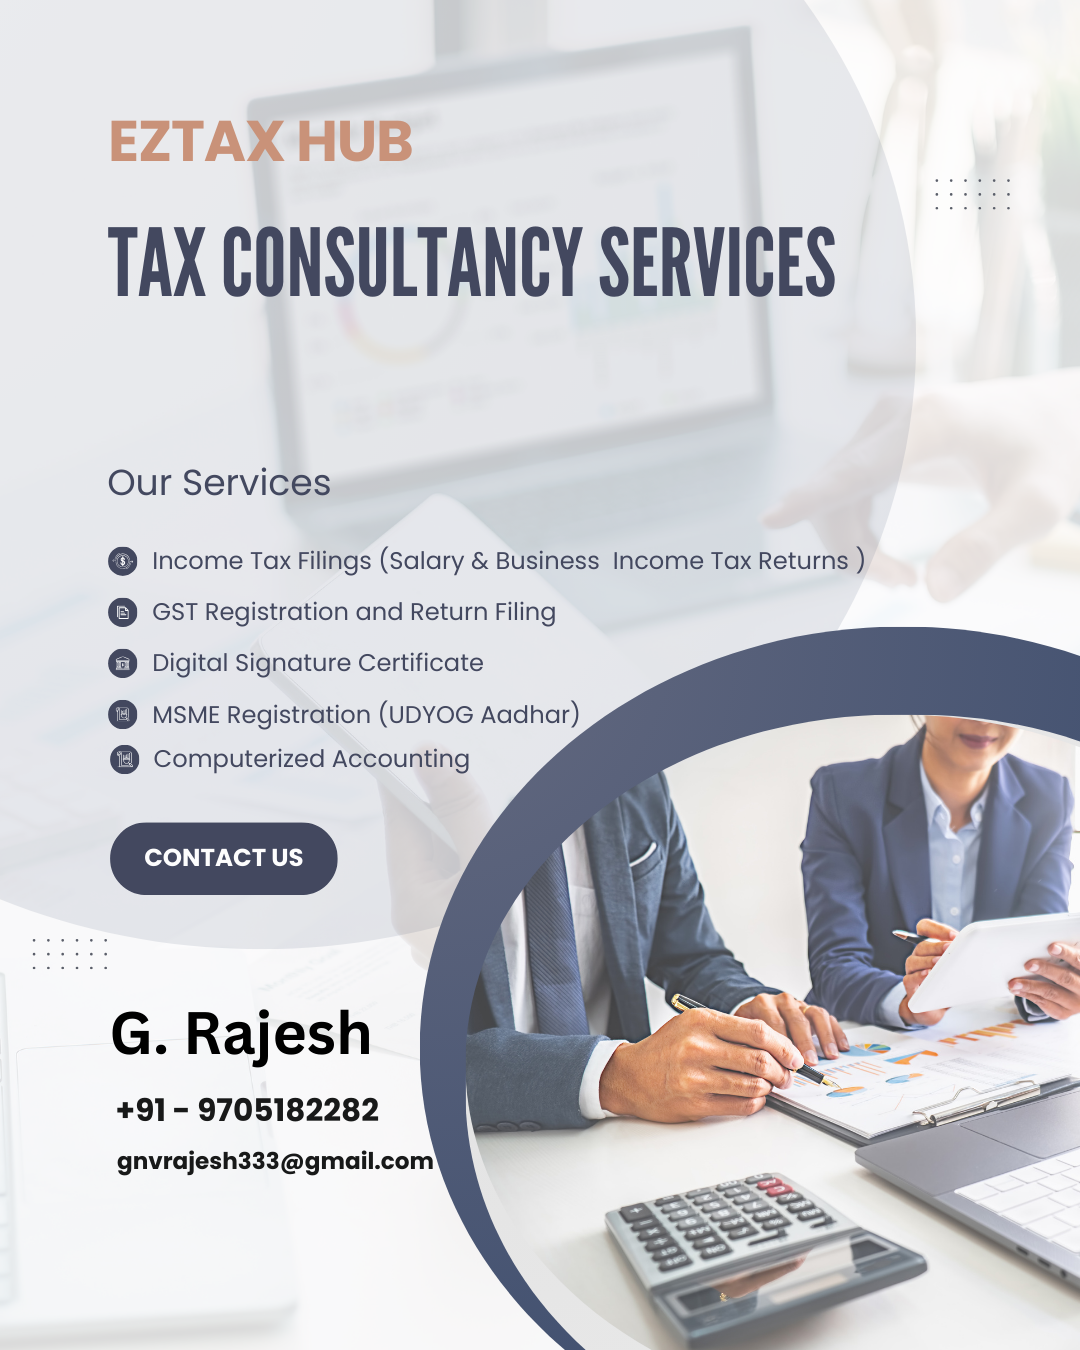 EZTAX HUB
TAX CONSULTANCY SERVICES
Our Services
Income Tax Filings (Salary & Business  Income Tax Returns )
GST Registration and Return Filing
Digital Signature Certificate
MSME Registration (UDYOG Aadhar)
Computerized Accounting
CONTACT US
G. Rajesh
+91 - 9705182282
gnvrajesh333@gmail.com